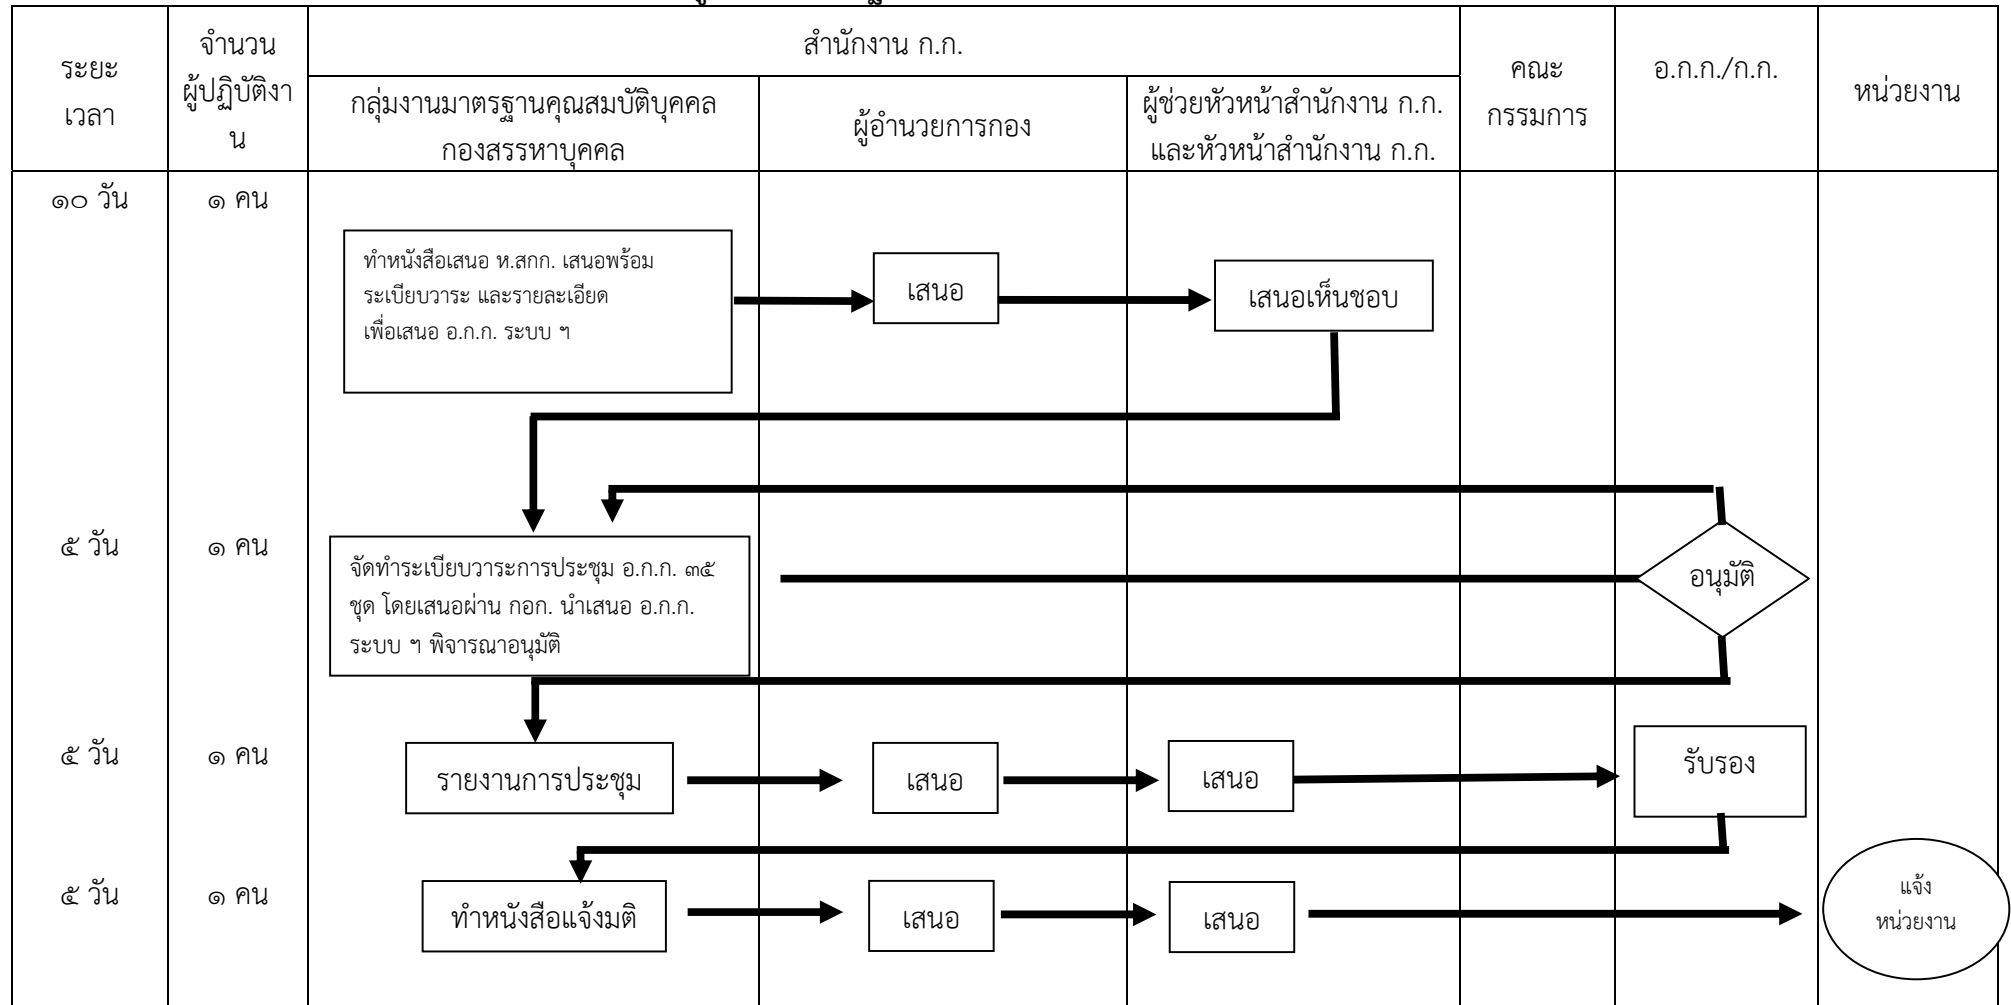 ระยะ
เวลา
จำนวน
ผู้ปฏิบัติงา
น
สำนักงาน ก.ก.
คณะ
กรรมการ
อ.ก.ก./ก.ก.
หน่วยงาน
กลุ่มงานมาตรฐานคุณสมบัติบุคคล
กองสรรหาบุคคล
ผู้อำนวยการกอง
ผู้ช่วยหัวหน้าสำนักงาน ก.ก.
และหัวหน้าสำนักงาน ก.ก.
๑๐ วัน
๑ คน
ทำหนังสือเสนอ ห.สกก. เสนอพร้อม
ระเบียบวาระ และรายละเอียด
เพื่อเสนอ อ.ก.ก. ระบบ ฯ
เสนอ
เสนอเห็นชอบ
๕ วัน
๑ คน
จัดทำระเบียบวาระการประชุม อ.ก.ก. ๓๕
ชุด โดยเสนอผ่าน กอก. นำเสนอ อ.ก.ก.
ระบบ ฯ พิจารณาอนุมัติ
อนุมัติ
๕ วัน
๑ คน
รายงานการประชุม
เสนอ
เสนอ
รับรอง
๕ วัน
๑ คน
ทำหนังสือแจ้งมติ
เสนอ
เสนอ
แจ้ง
หน่วยงาน